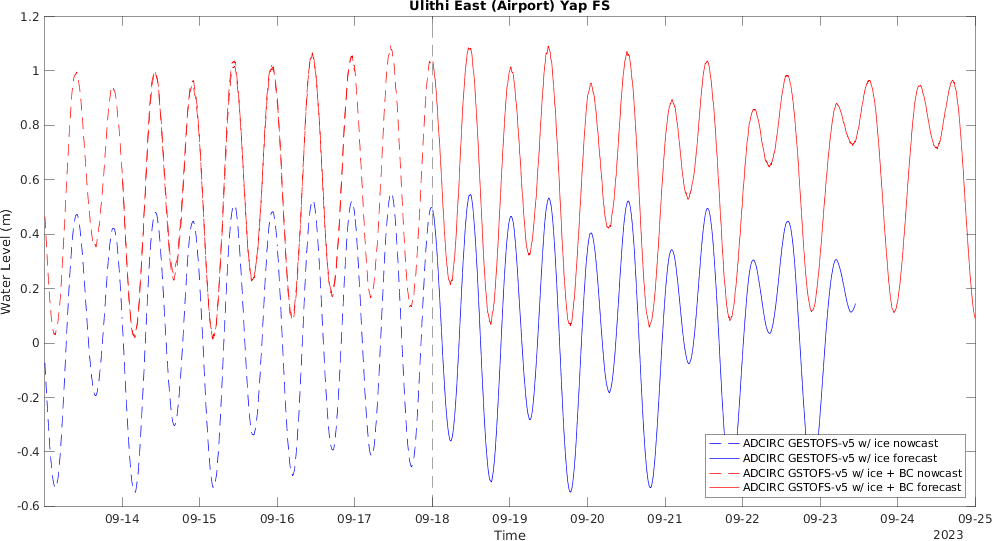 Ulithi East (Airport) Yap FS
1.2
1
0.8
0.6
0.4
0.2
0
-0.2
-0.4
-0.6
Water Level (m)
ADCIRC GESTOFS-v5 w/ ice nowcast
ADCIRC GESTOFS-v5 w/ ice forecast
ADCIRC GSTOFS-v5 w/ ice + BC nowcast
ADCIRC GSTOFS-v5 w/ ice + BC forecast
09-14 09-15 09-16 09-17 09-18 09-19 09-20 09-21 09-22 09-23 09-24 09-25
Time
2023